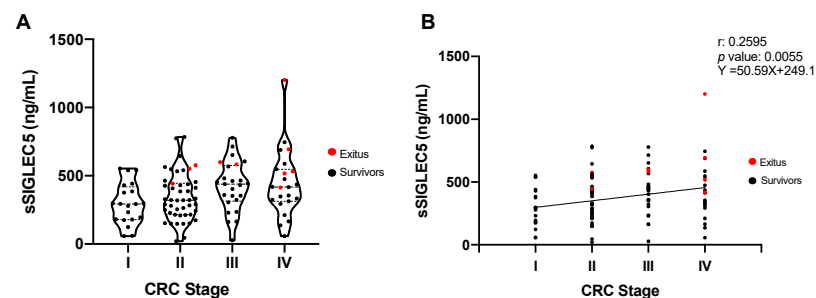 A
sSIGLEC5 (ng/mL)
1500
1000
500
0
I II III IV
CRC Stage
Exitus
Survivors
B
r: 0.2595
p value: 0.0055
Y =50.59X+249.1
sSIGLEC5 (ng/mL)
1500
1000
500
0
I II III IV
CRC Stage
Exitus
Survivors